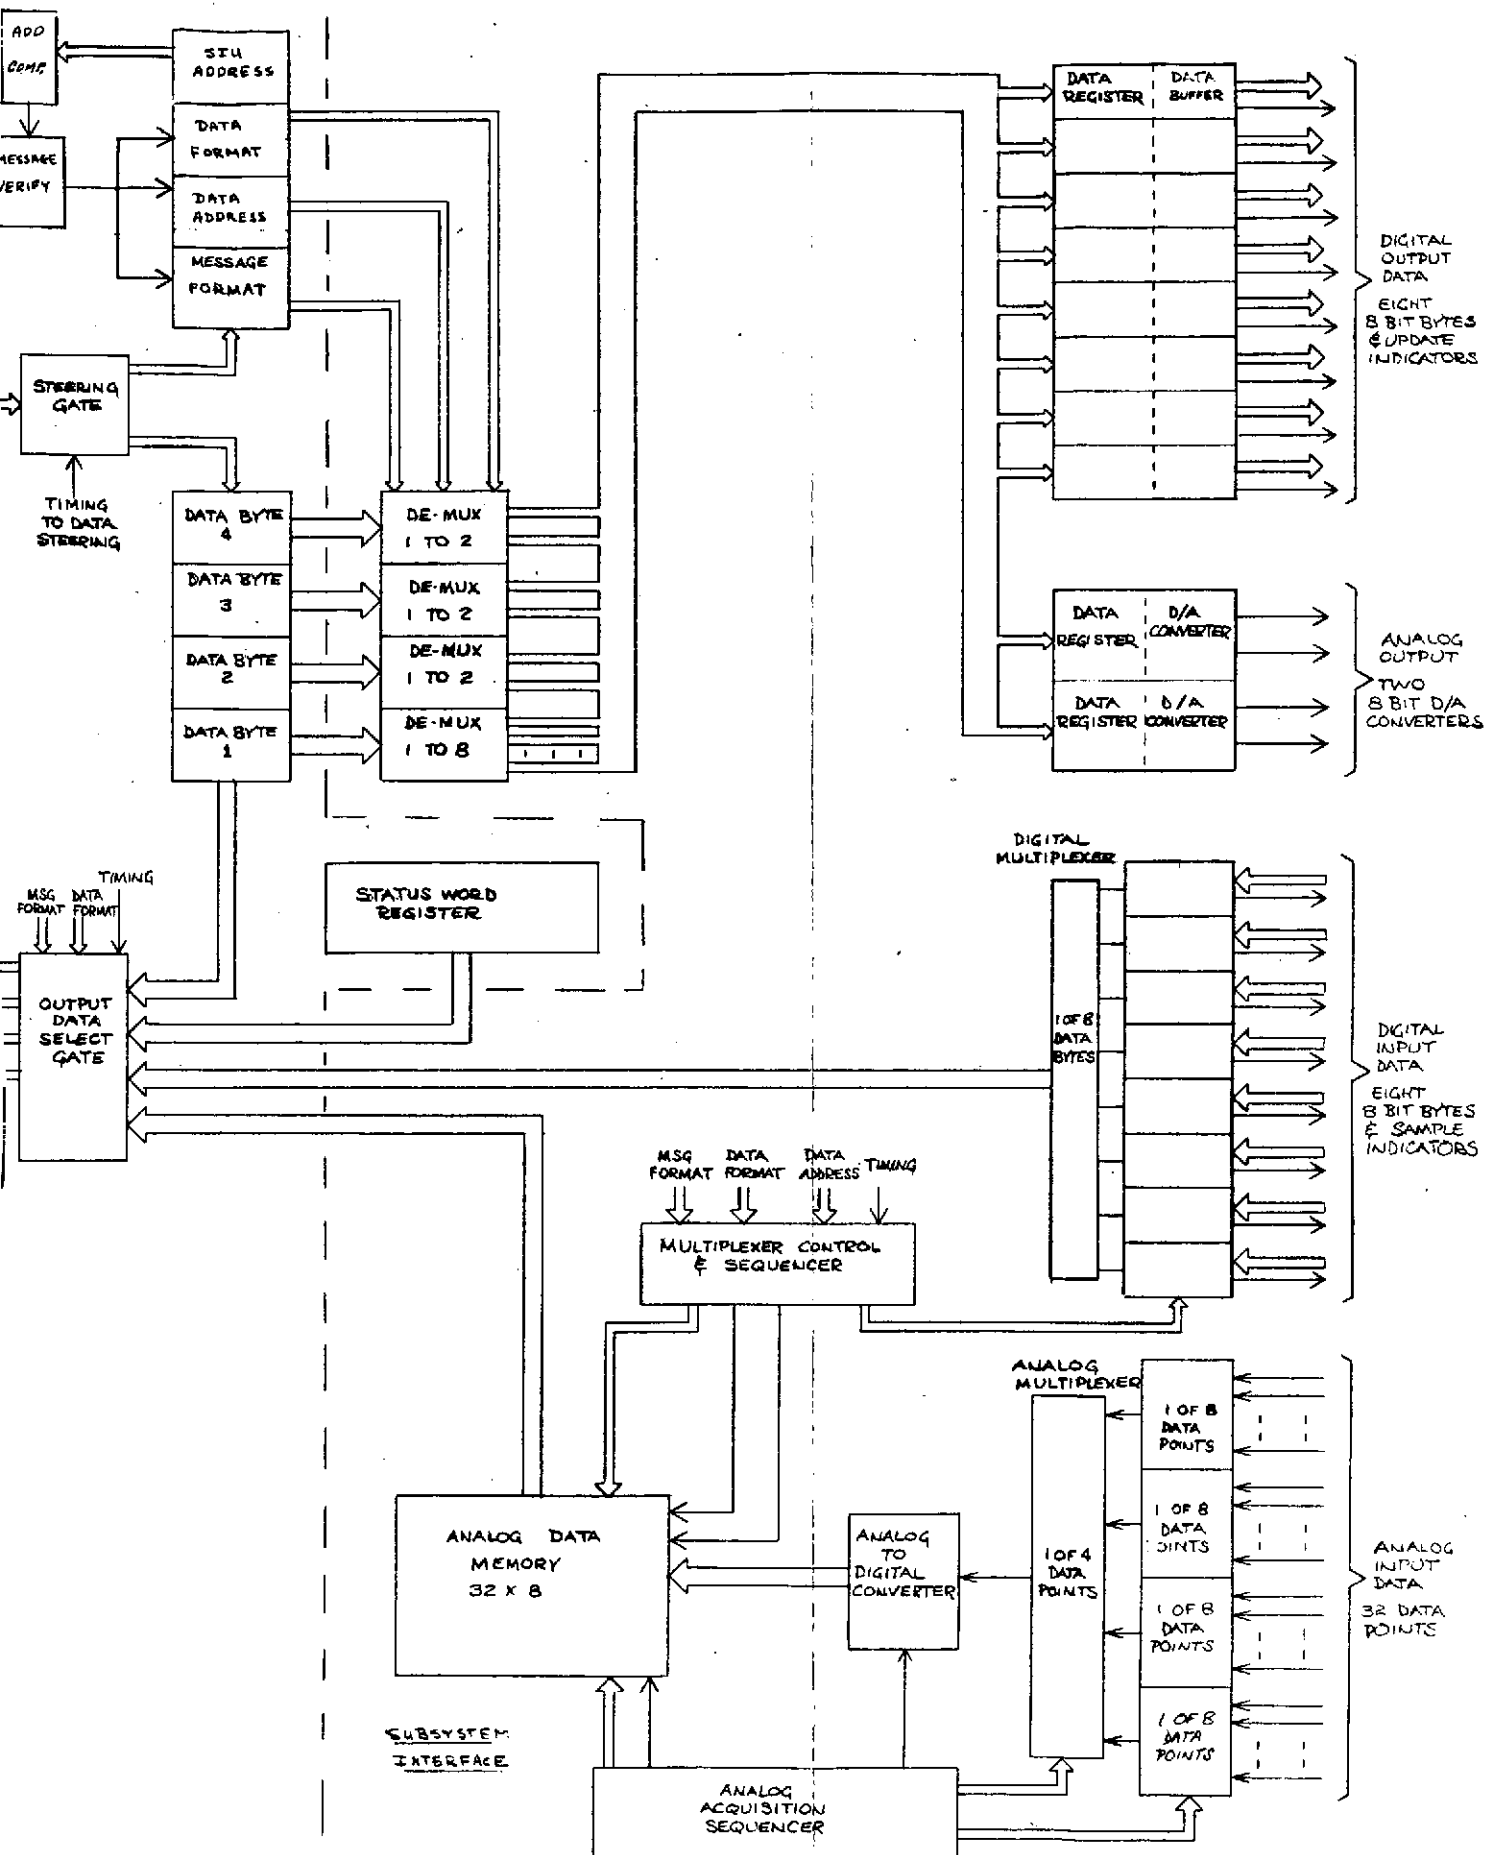 ADD
COMP.
MESSAGE
VERIFY
SIU
ADDRESS
DATA
FORMAT
DATA
ADDRESS
MESSAGE
FORMAT
STEERING
GATE
TIMING
TO DATA
STEERING
DATA BYTE
4
DATA BYTE
3
DATA BYTE
2
DATA BYTE
1
DE-MUX
1 TO 2
DE-MUX
1 TO 2
DE-MUX
1 TO 2
DE-MUX
1 TO 8
DATA
REGISTER
DATA
BUFFER
DIGITAL
OUTPUT
DATA
EIGHT
8 BIT BYTES
& UPDATE
INDICATORS
DATA
REGISTER
D/A
CONVERTER
DATA
REGISTER
D/A
CONVERTER
ANALOG
OUTPUT
TWO
8 BIT D/A
CONVERTERS
MSG
FORMAT
DATA
FORMAT
TIMING
OUTPUT
DATA
SELECT
GATE
STATUS WORD
REGISTER
DIGITAL
MULTIPLEXER
1 OF 8
DATA
BYTES
DIGITAL
INPUT
DATA
EIGHT
8 BIT BYTES
& SAMPLE
INDICATORS
MSG
FORMAT
DATA
FORMAT
DATA
ADDRESS
TIMING
MULTIPLEXER CONTROL
& SEQUENCER
ANALOG
MULTIPLEXER
1 OF 4
DATA
POINTS
1 OF 8
DATA
POINTS
1 OF 8
DATA
OINTS
1 OF 8
DATA
POINTS
1 OF 8
DATA
POINTS
ANALOG
INPUT
DATA
32 DATA
POINTS
ANALOG DATA
MEMORY
32 X 8
ANALOG
TO
DIGITAL
CONVERTER
SUBSYSTEM
INTERFACE
ANALOG
ACQUISITION
SEQUENCER